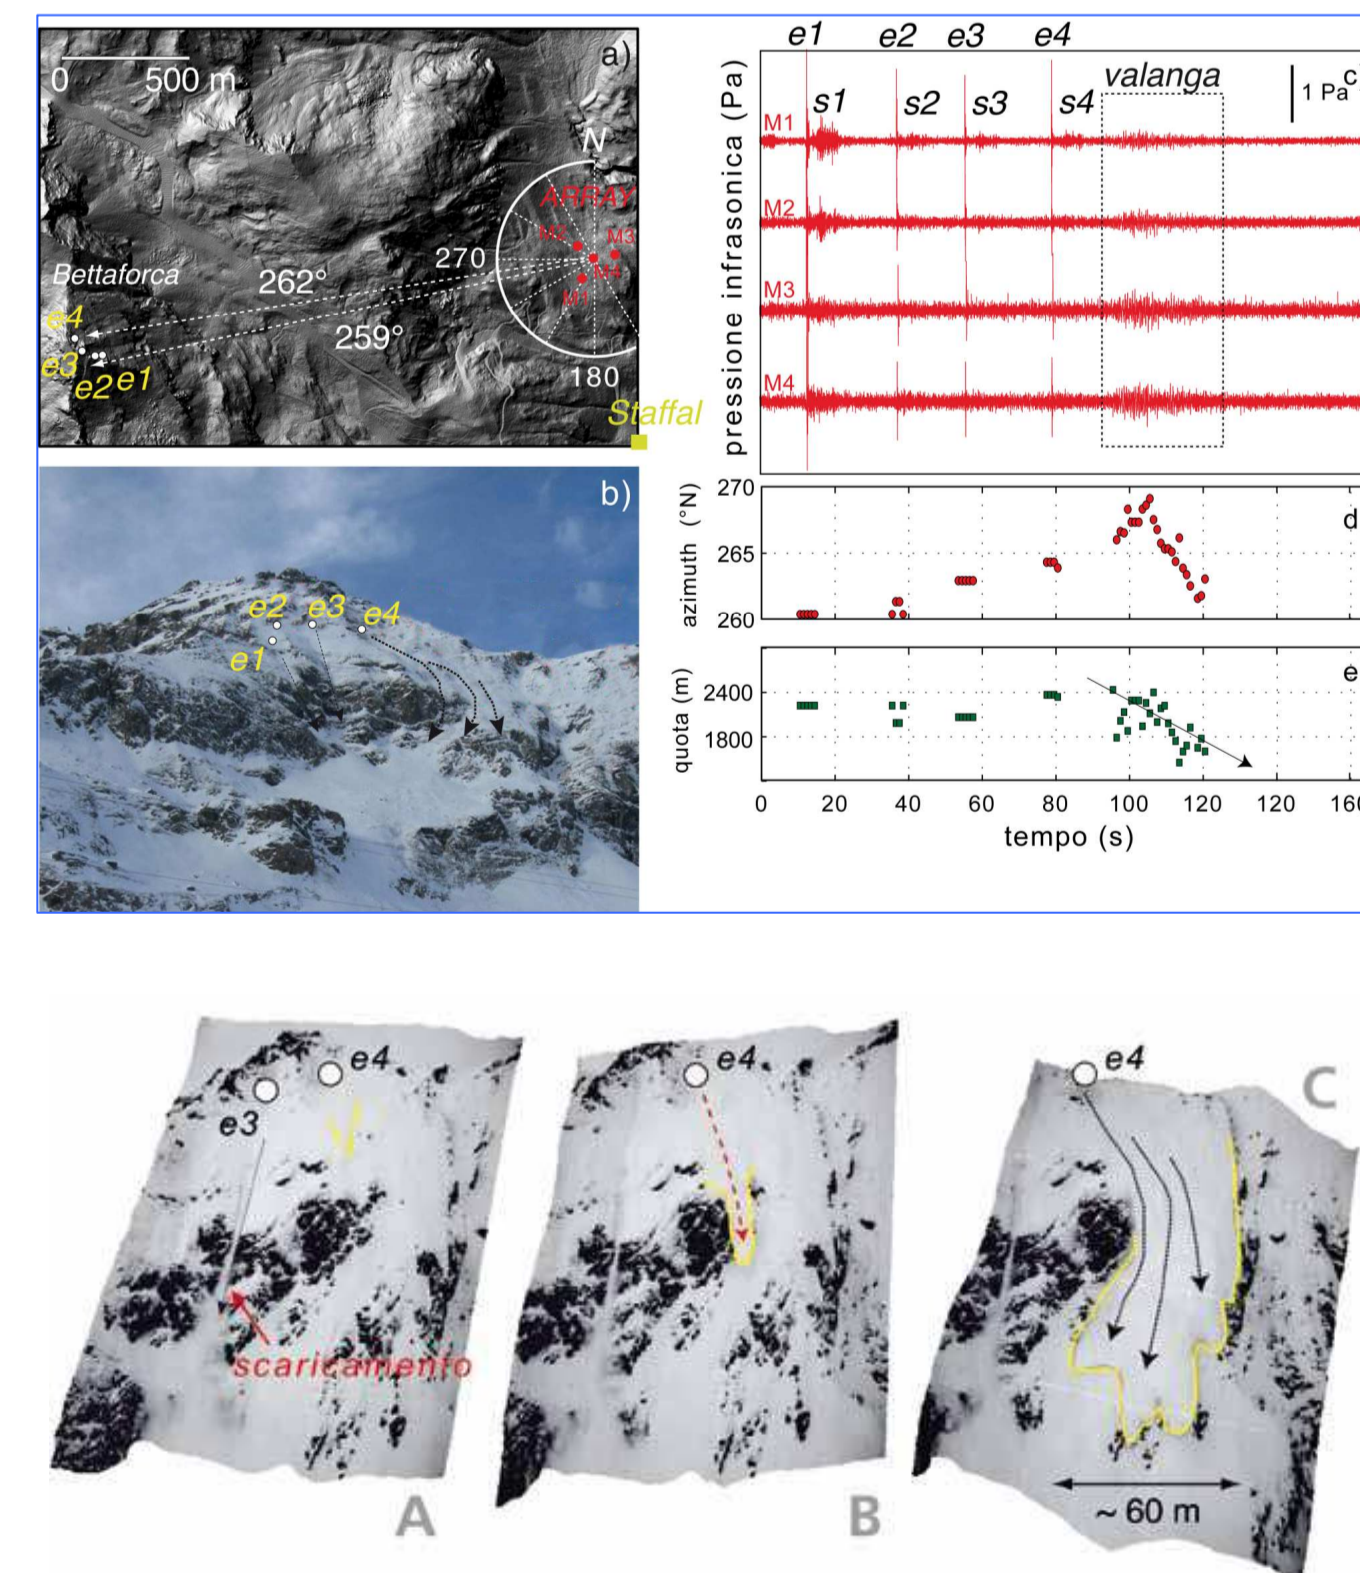 a)
0 500 m
N
ARRAY
M2
M3
270
M4
M1
Bettaforca
262°
e4
259°
e3
e2 e1
180
Staffal
b)
e2 e3 e4
e1
e1 e2 e3 e4
valanga
c
1 Pa
s1 s2 s3 s4
M1
M2
M3
M4
pressione infrasonica (Pa)
270
265
260
azimuth (°N)
d
2400
1800
quota (m)
e
0 20 40 60 80 100 120 120 160
tempo (s)
e4
e3
scaricamento
A
e4
B
e4
C
~ 60 m